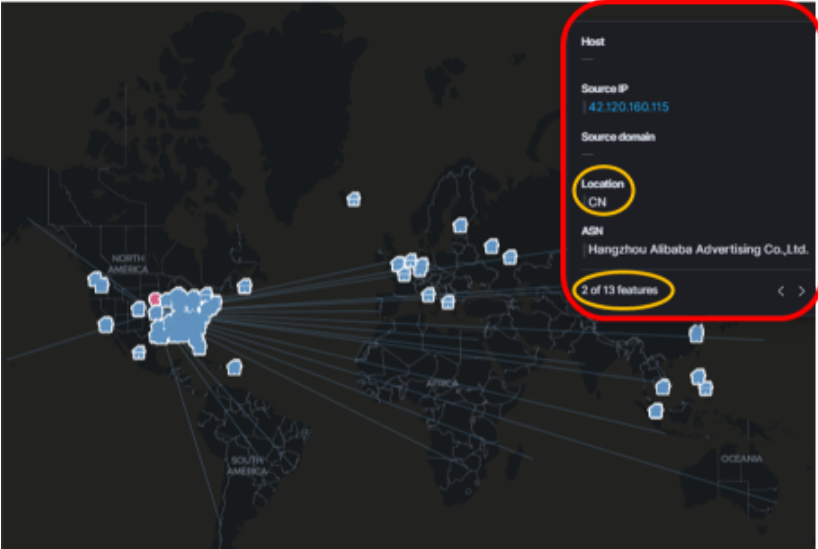 Host
—
Source IP
42.120.160.115
Source domain
—
Location
CN
ASN
Hangzhou Alibaba Advertising Co.,Ltd.
2 of 13 features
NORTH
AMERICA
AFRICA
SOUTH
AMERICA
OCEANIA